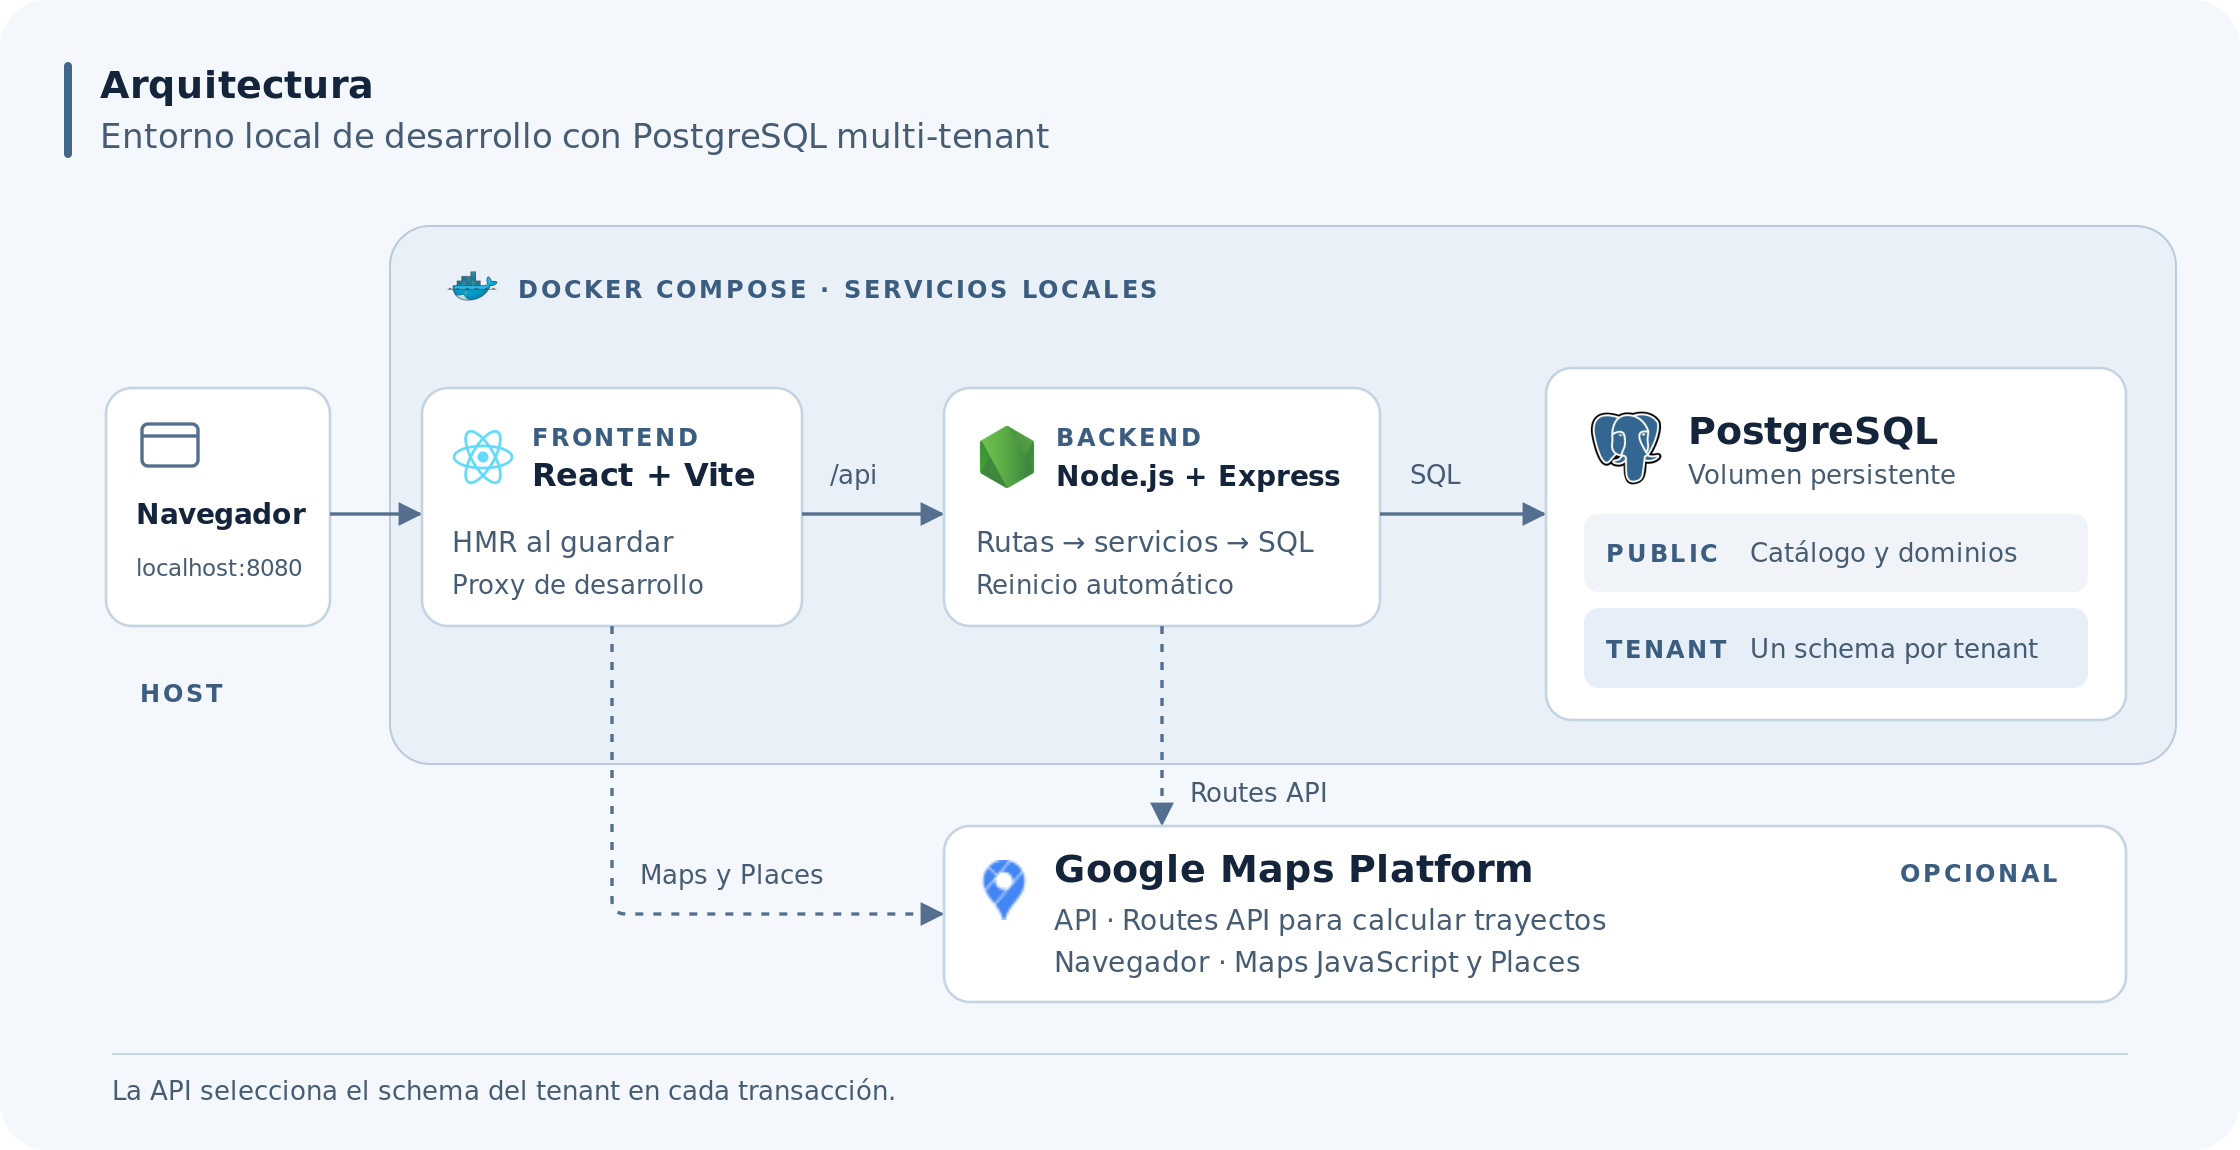 Arquitectura
Entorno local de desarrollo con PostgreSQL multi-tenant
DOCKER COMPOSE · SERVICIOS LOCALES
Navegador
localhost:8080
HOST
FRONTEND
React + Vite
HMR al guardar
Proxy de desarrollo
/api
BACKEND
Node.js + Express
Rutas → servicios → SQL
Reinicio automático
SQL
PostgreSQL
Volumen persistente
PUBLIC Catálogo y dominios
TENANT Un schema por tenant
Routes API
Maps y Places
Google Maps Platform
OPCIONAL
API · Routes API para calcular trayectos
Navegador · Maps JavaScript y Places
La API selecciona el schema del tenant en cada transacción.